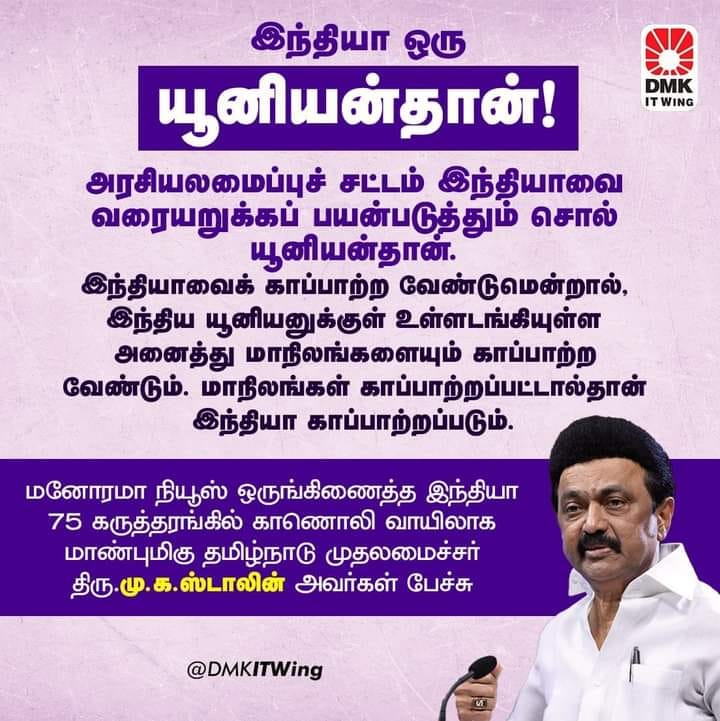 இந்தியா ஒரு
யூனியன்தான்!
DMK
IT WING
அரசியலமைப்புச் சட்டம் இந்தியாவை
வரையறுக்கப் பயன்படுத்தும் சொல்
யூனியன்தான்.
இந்தியாவைக் காப்பாற்ற வேண்டுமென்றால்,
இந்திய யூனியனுக்குள் உள்ளடங்கியுள்ள
அனைத்து மாநிலங்களையும் காப்பாற்ற
வேண்டும். மாநிலங்கள் காப்பாற்றப்பட்டால்தான்
இந்தியா காப்பாற்றப்படும்.
மனோரமா நியூஸ் ஒருங்கிணைத்த இந்தியா
75 கருத்தரங்கில் காணொலி வாயிலாக
மாண்புமிகு தமிழ்நாடு முதலமைச்சர்
திரு.மு.க.ஸ்டாலின் அவர்கள் பேச்சு
@DMKITWing